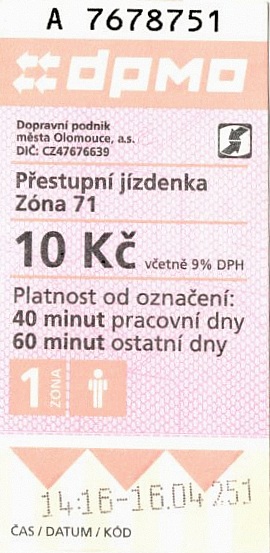 A 7678751
dpmo
Dopravní podnik
města Olomouce, a.s.
DIČ: CZ47676639
Přestupní jízdenka
Zóna 71
10 Kč včetně 9% DPH
Platnost od označení:
40 minut pracovní dny
60 minut ostatní dny
1 ZONA
14:16-16.04 251
ČAS / DATUM / KÓD